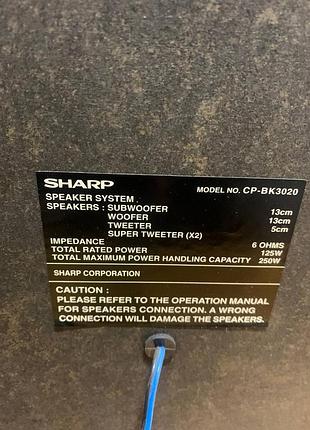 SHARP MODEL NO. CP-BK3020
SPEAKER SYSTEM
SPEAKERS : SUBWOOFER 13cm
WOOFER 13cm
TWEETER 5cm
SUPER TWEETER (X2)
IMPEDANCE 6 OHMS
TOTAL RATED POWER 125W
TOTAL MAXIMUM POWER HANDLING CAPACITY 250W
SHARP CORPORATION
CAUTION :
PLEASE REFER TO THE OPERATION MANUAL
FOR SPEAKERS CONNECTION. A WRONG
CONNECTION WILL DAMAGE THE SPEAKERS.